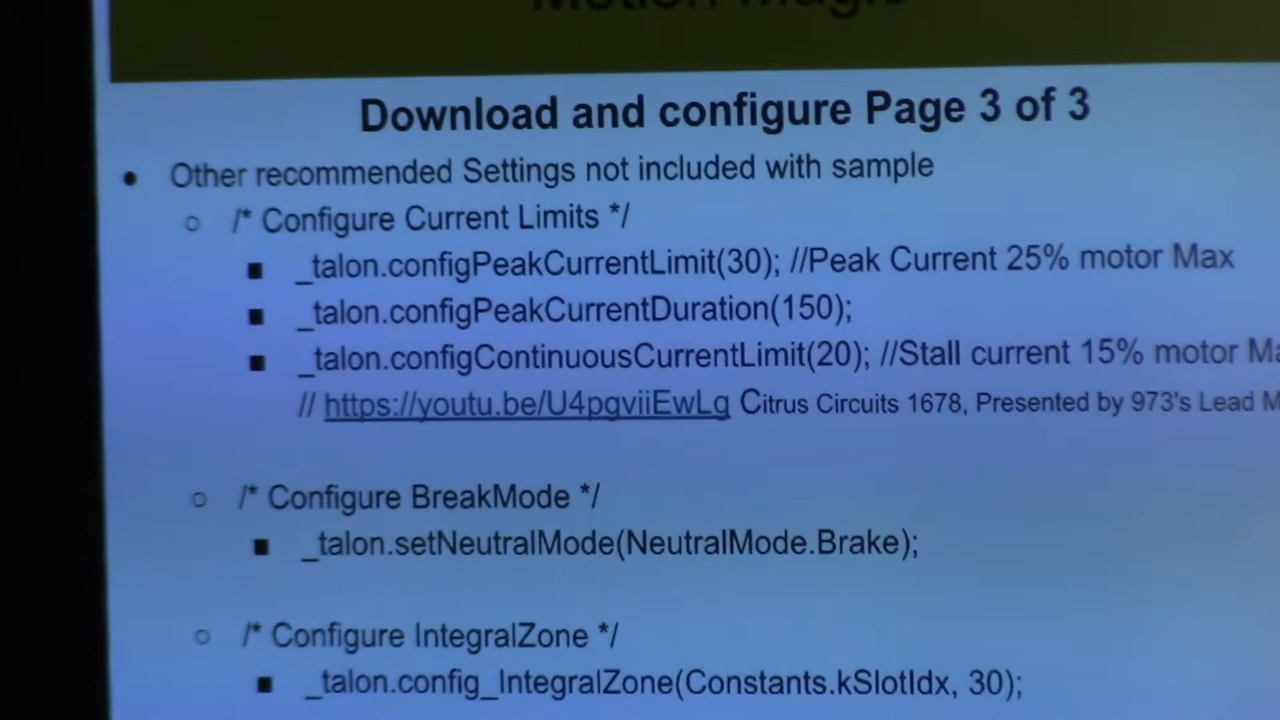 Motion Magic
Download and configure Page 3 of 3
• Other recommended Settings not included with sample
○ /* Configure Current Limits */
■ _talon.configPeakCurrentLimit(30); //Peak Current 25% motor Max
■ _talon.configPeakCurrentDuration(150);
■ _talon.configContinuousCurrentLimit(20); //Stall current 15% motor
// https://youtu.be/U4pgviiEwLg Citrus Circuits 1678, Presented by 973's Lead
○ /* Configure BreakMode */
■ _talon.setNeutralMode(NeutralMode.Brake);
○ /* Configure IntegralZone */
■ _talon.config_IntegralZone(Constants.kSlotIdx, 30);